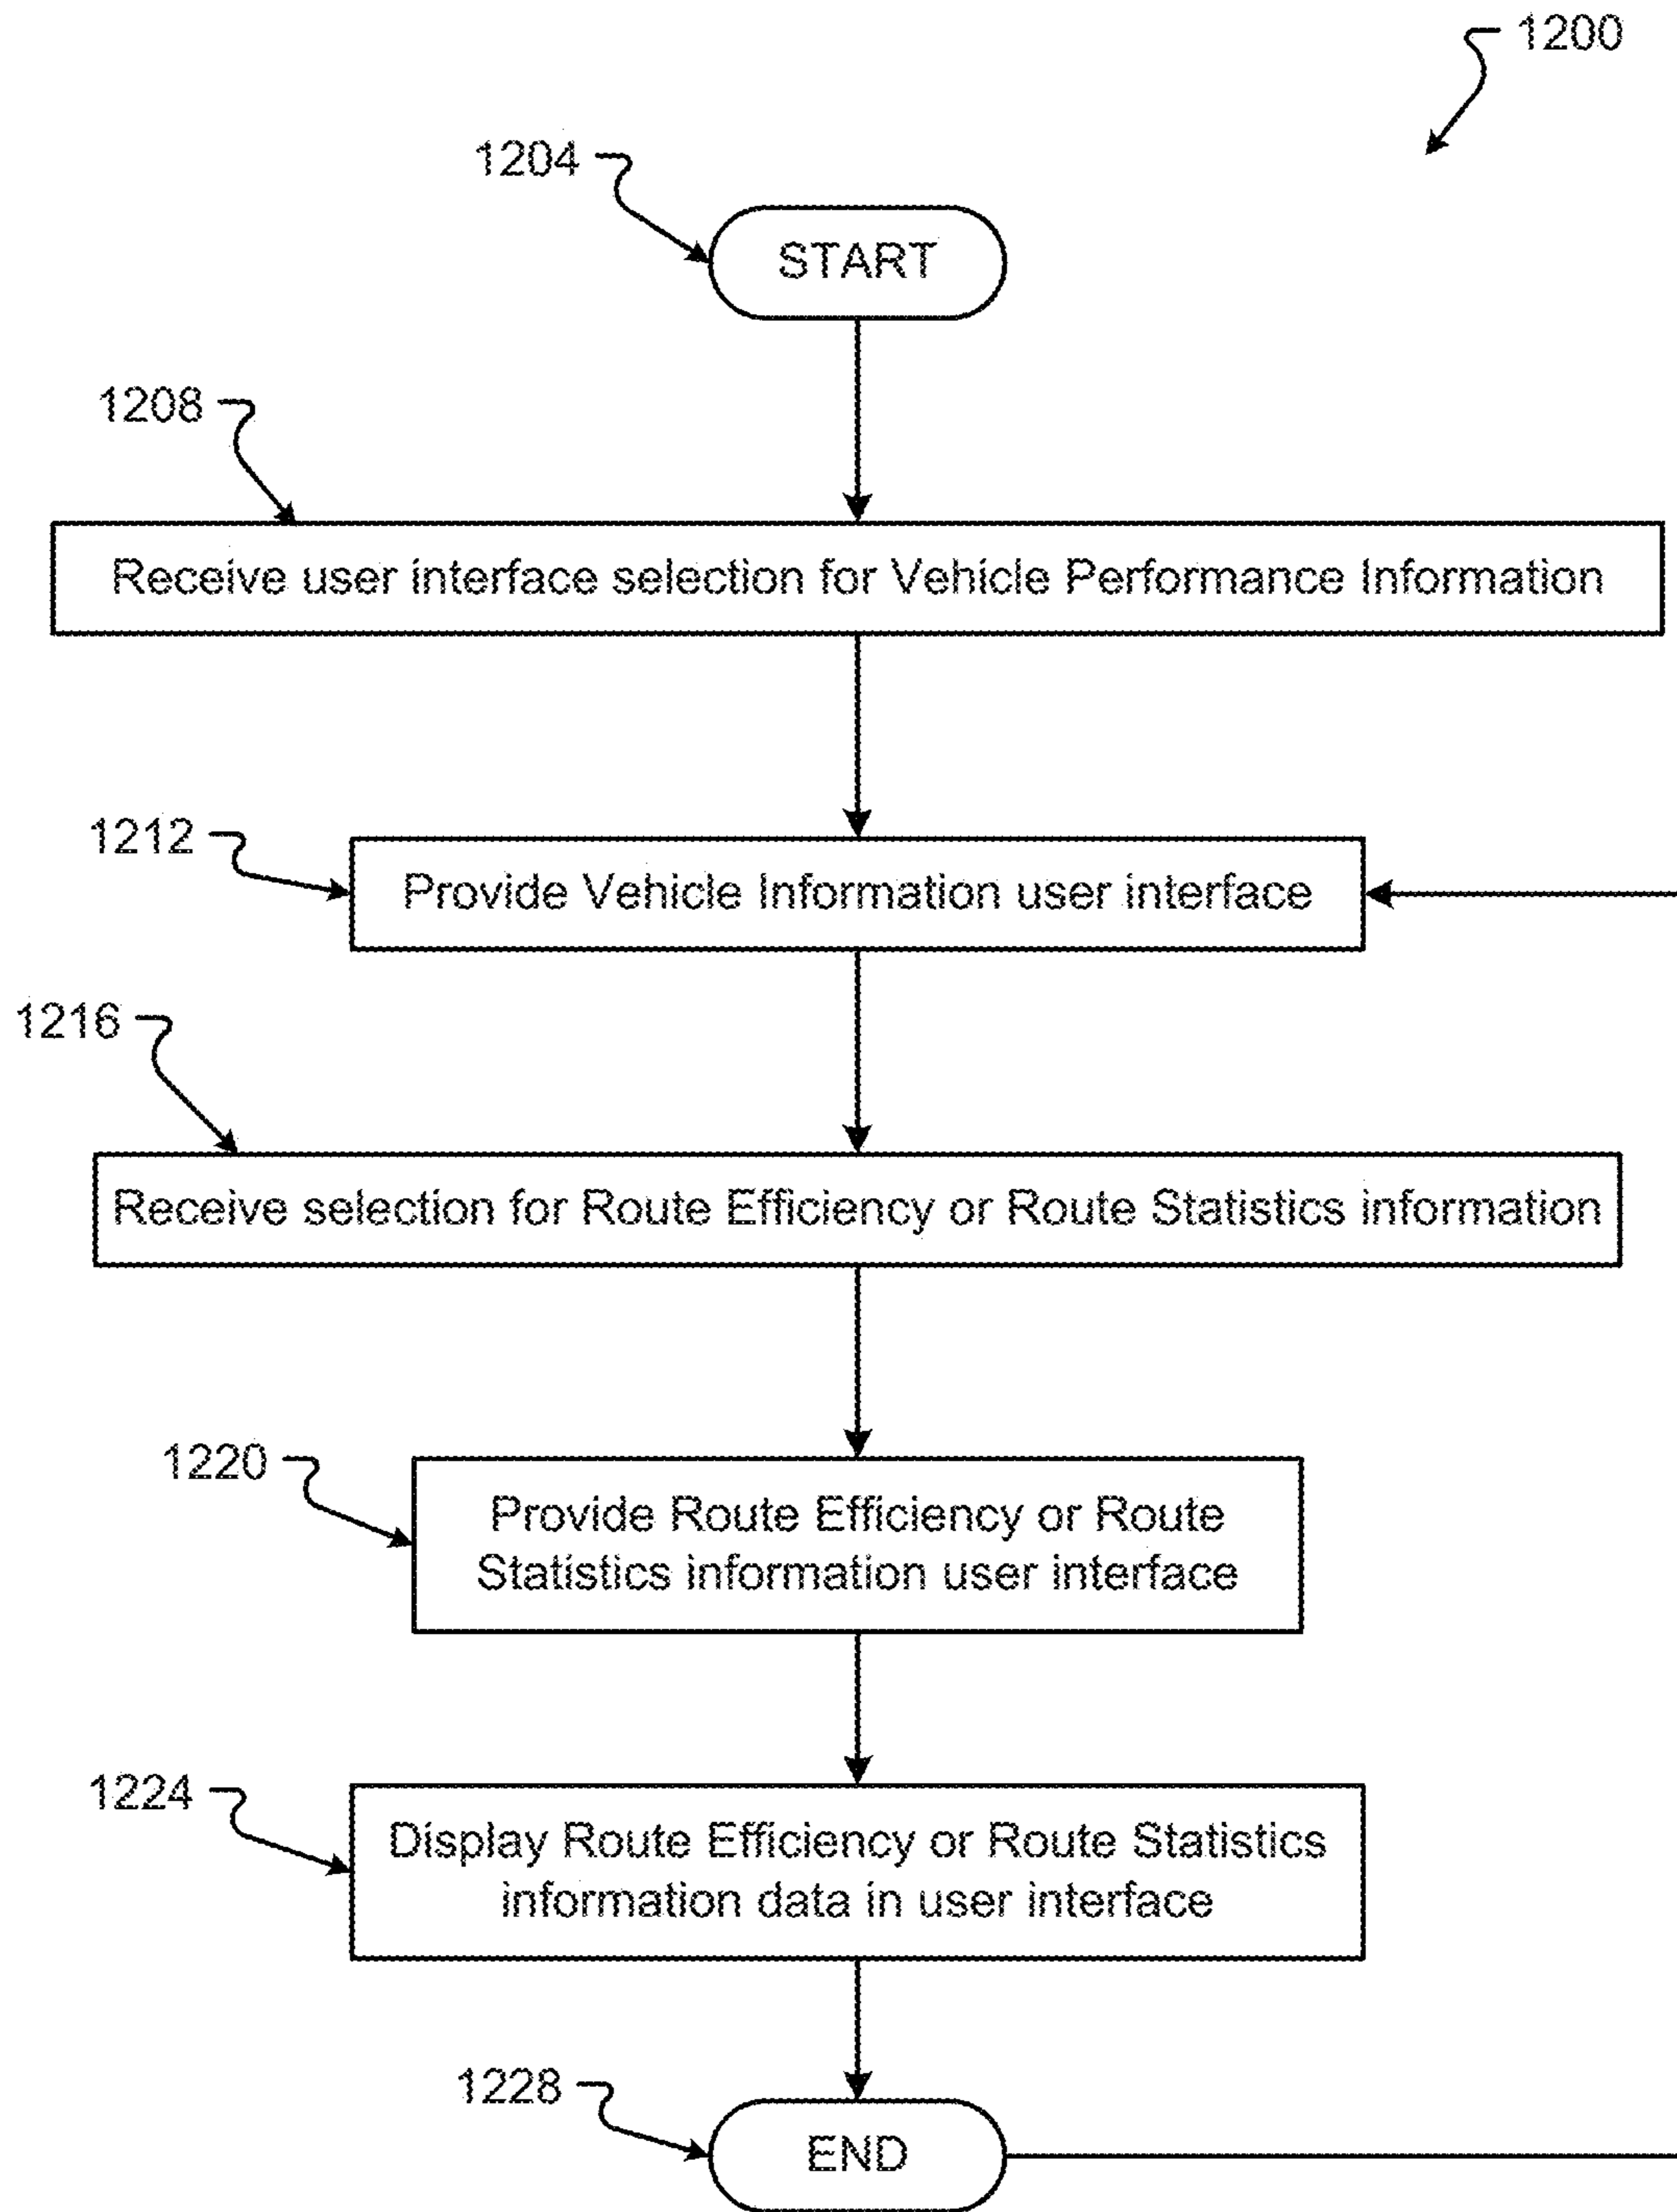 1200
1204
START
1208
Receive user interface selection for Vehicle Performance Information
1212
Provide Vehicle Information user interface
1216
Receive selection for Route Efficiency or Route Statistics information
1220
Provide Route Efficiency or Route
Statistics information user interface
1224
Display Route Efficiency or Route Statistics
information data in user interface
1228
END